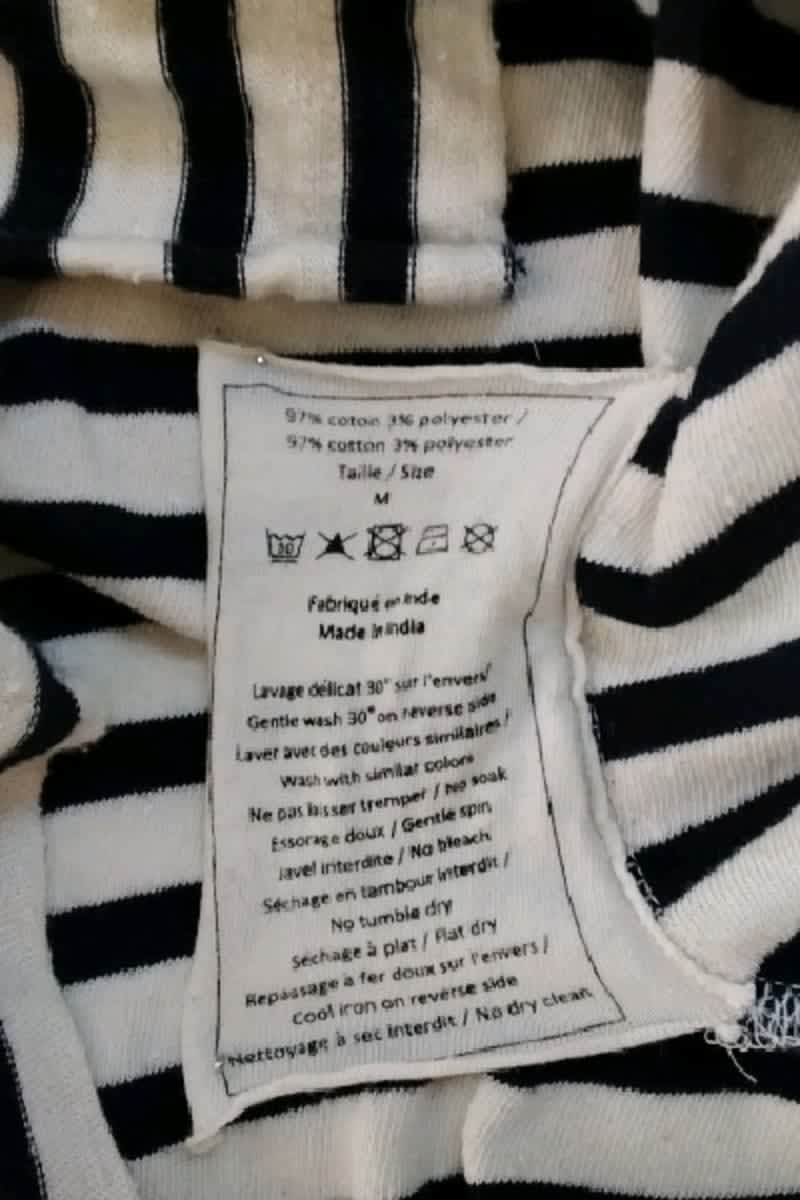 97% coton 3% polyester /
97% cotton 3% polyester
Taille / Size
M
30
Fabriqué en Inde
Made in India
Lavage délicat 30° sur l'envers/
Gentle wash 30° on reverse side
Laver avec des couleurs similaires /
Wash with similar colors
Ne pas laisser tremper / No soak
Essorage doux / Gentle spin
Javel interdite / No bleach
Séchage en tambour interdit /
No tumble dry
Séchage à plat / Flat dry
Repassage à fer doux sur l'envers /
Cool iron on reverse side
Nettoyage à sec interdit / No dry clean